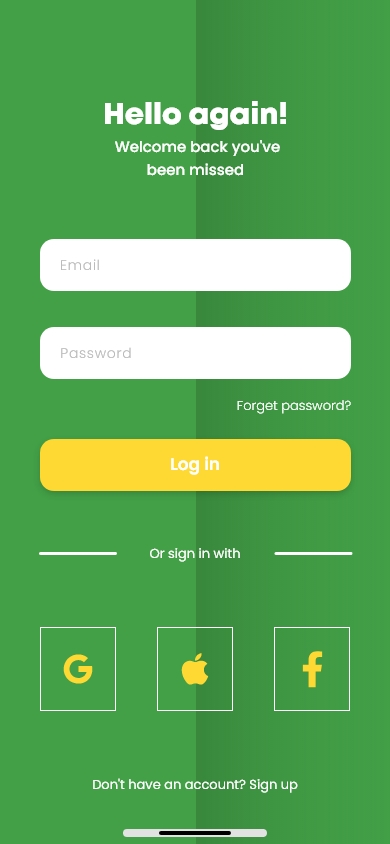 Hello again!
Welcome back you've
been missed
Email
Password
Forget password?
Log in
Or sign in with
Don't have an account? Sign up